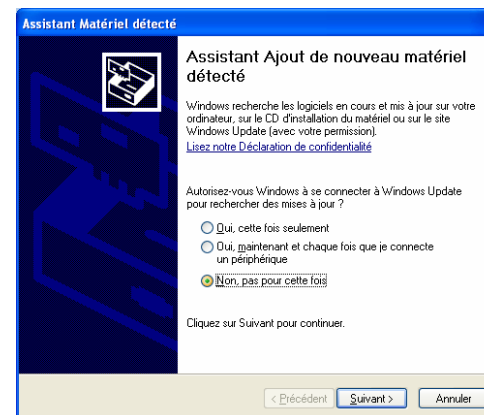 Assistant Matériel détecté
Assistant Ajout de nouveau matériel
détecté
Windows recherche les logiciels en cours et mis à jour sur votre
ordinateur, sur le CD d'installation du matériel ou sur le site
Windows Update (avec votre permission).
Lisez notre Déclaration de confidentialité
Autorisez-vous Windows à se connecter à Windows Update
pour rechercher des mises à jour ?
Oui, cette fois seulement
Oui, maintenant et chaque fois que je connecte
un périphérique
Non, pas pour cette fois
Cliquez sur Suivant pour continuer.
< Précédent Suivant > Annuler